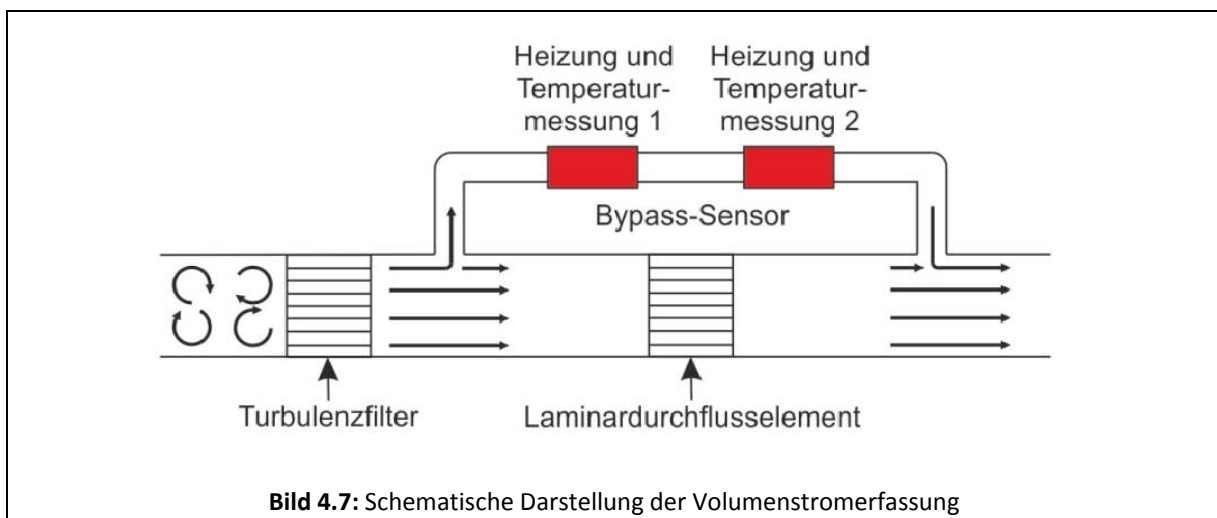 Heizung und
Temperatur-
messung 1
Heizung und
Temperatur-
messung 2
Bypass-Sensor
Turbulenzfilter
Laminardurchflusselement
Bild 4.7: Schematische Darstellung der Volumenstromerfassung